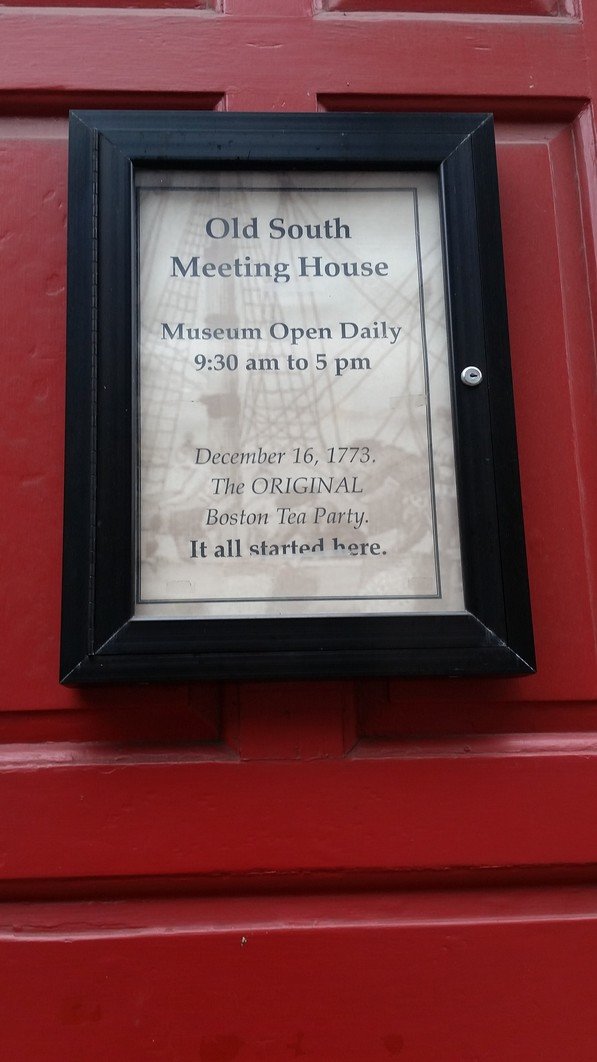 Old South
Meeting House
Museum Open Daily
9:30 am to 5 pm
December 16, 1773.
The ORIGINAL
Boston Tea Party.
It all started here.